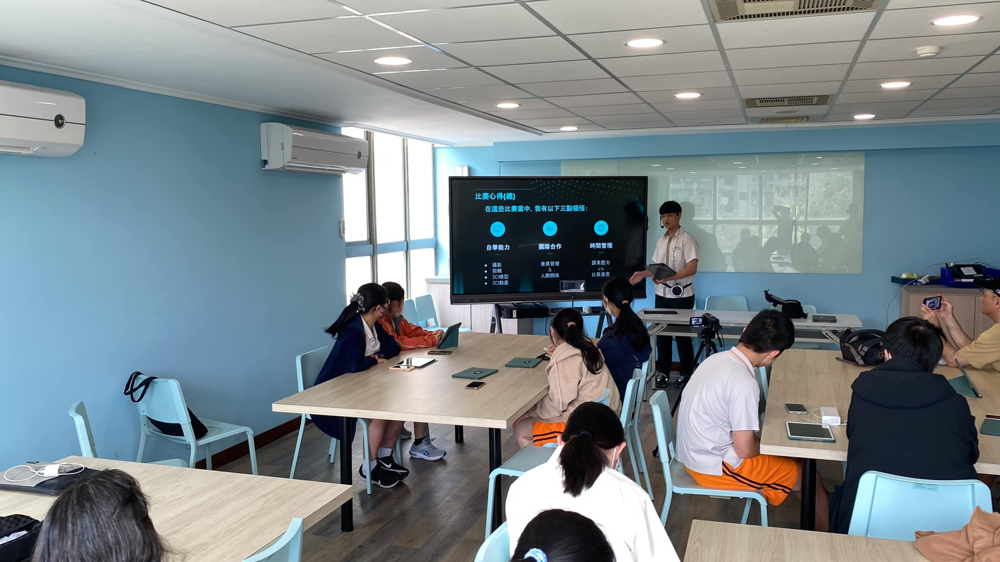 比賽心得(總)
在這些比賽當中, 我有以下三點領悟:
自學能力
團隊合作
時間管理
攝影
剪輯
3D模型
3D動畫
兼具管理
&
人際關係
課業壓力
v.s
比賽進度